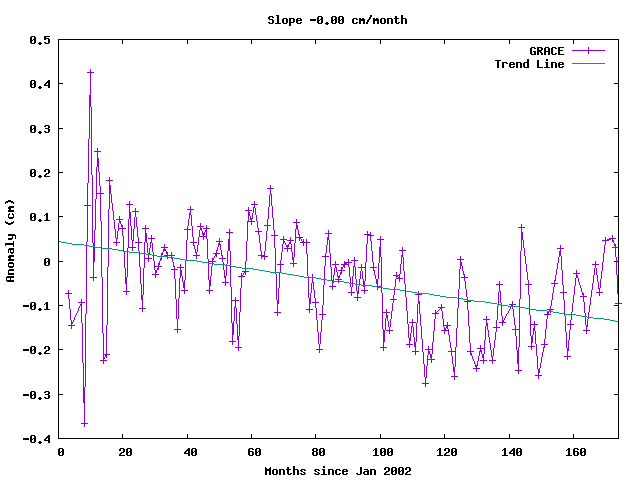 Slope -0.00 cm/month
GRACE
Trend Line
0.5
0.4
0.3
0.2
0.1
0
-0.1
-0.2
-0.3
-0.4
Anomaly (cm)
0 20 40 60 80 100 120 140 160
Months since Jan 2002